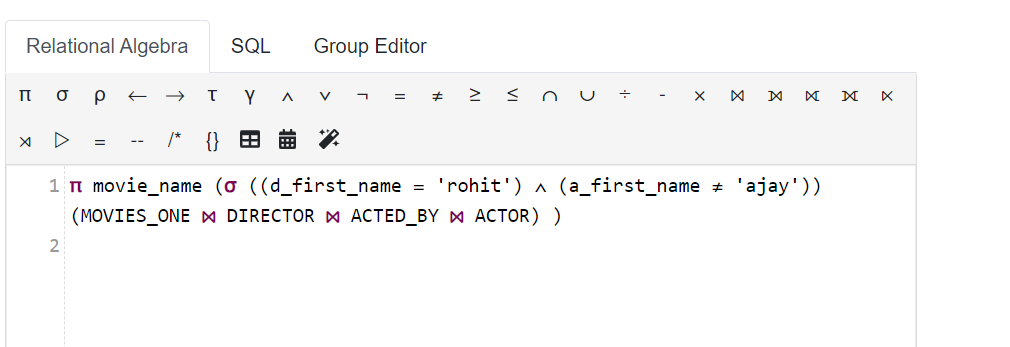 Relational Algebra SQL Group Editor
π σ ρ ← → τ γ ∧ ∨ ¬ = ≠ ≥ ≤ ∩ ∪ ÷ - × ⋈ ⟗ ⟕ ⟖ ⋉
⋊ ▷ = -- /* {}
1 π movie_name (σ ((d_first_name = 'rohit') ∧ (a_first_name ≠ 'ajay'))
(MOVIES_ONE ⋈ DIRECTOR ⋈ ACTED_BY ⋈ ACTOR) )
2